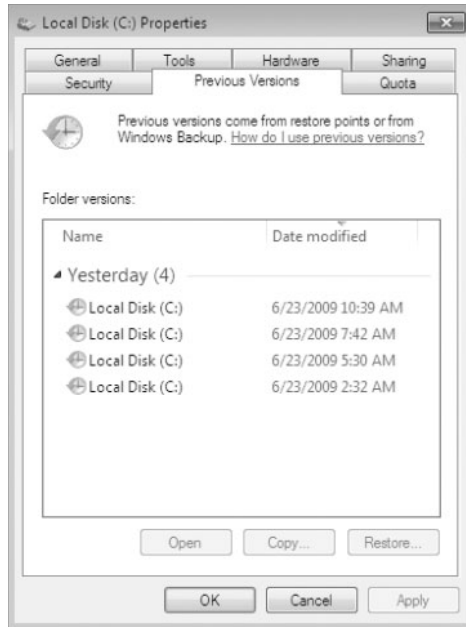 Local Disk (C:) Properties
General Tools Hardware Sharing
Security Previous Versions Quota
Previous versions come from restore points or from
Windows Backup. How do I use previous versions?
Folder versions:
Name Date modified
Yesterday (4)
Local Disk (C:) 6/23/2009 10:39 AM
Local Disk (C:) 6/23/2009 7:42 AM
Local Disk (C:) 6/23/2009 5:30 AM
Local Disk (C:) 6/23/2009 2:32 AM
Open Copy... Restore...
OK Cancel Apply